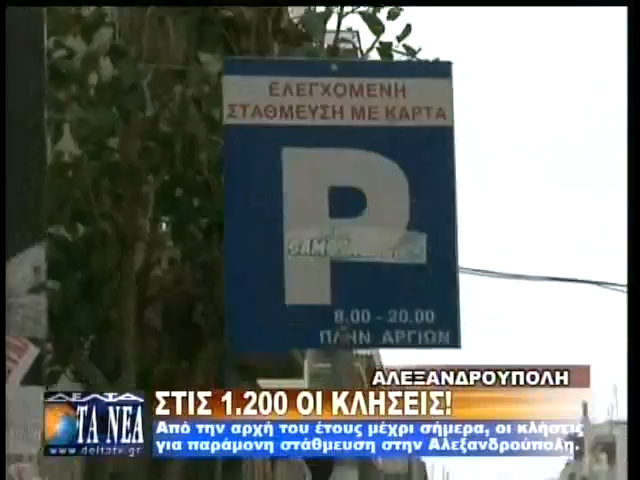 ΕΛΕΓΧΟΜΕΝΗ
ΣΤΑΘΜΕΥΣΗ ΜΕ ΚΑΡΤΑ
P
8.00 - 20.00
ΠΛΗΝ ΑΡΓΙΩΝ
ΑΛΕΞΑΝΔΡΟΥΠΟΛΗ
ΔΕΛΤΑ
ΤΑ ΝΕΑ
www.deltatv.gr
ΣΤΙΣ 1.200 ΟΙ ΚΛΗΣΕΙΣ!
Από την αρχή του έτους μέχρι σήμερα, οι κλήσεις
για παράμονη στάθμευση στην Αλεξανδρούπολη.